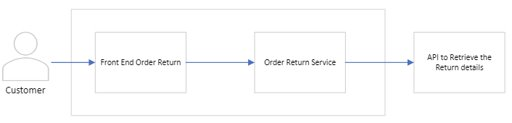 Customer
Front End Order Return
Order Return Service
API to Retrieve the
Return details